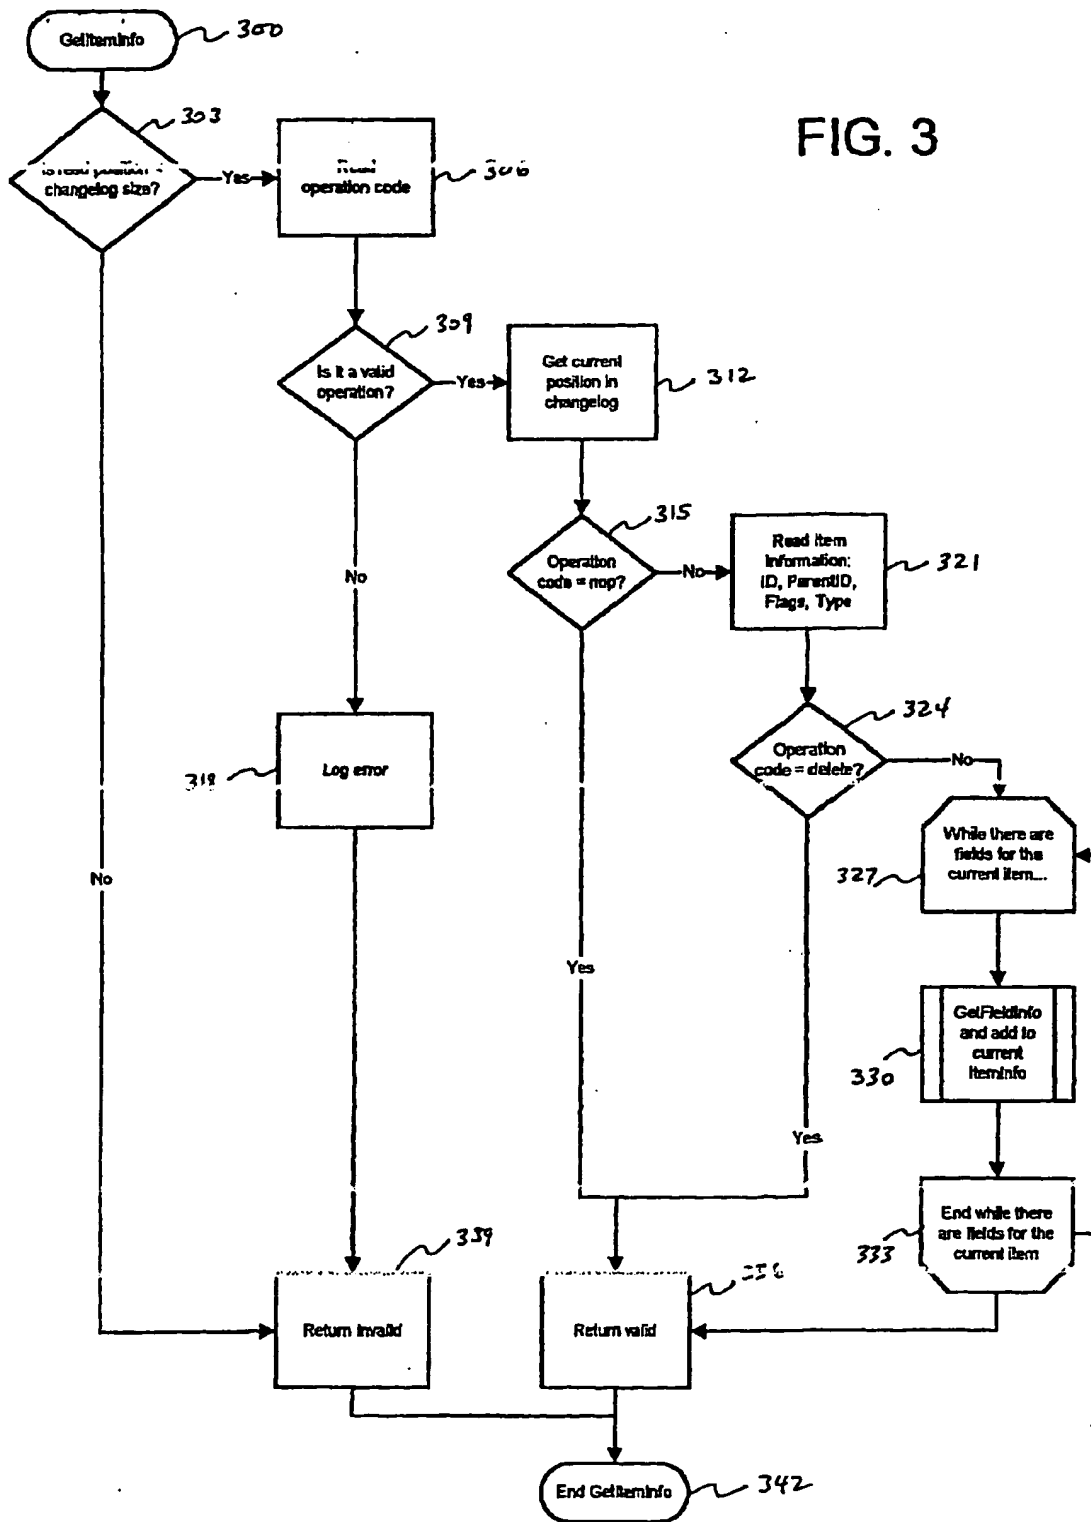 GetItemInfo
300
FIG. 3
303
changelog size?
Yes
operation code
306
309
Is it a valid
operation?
Yes
Get current
position in
changelog
312
315
Operation
code = nop?
No
Read Item
Information:
ID, ParentID,
Flags, Type
321
No
324
Operation
code = delete?
No
318
Log error
While there are
fields for the
current item...
327
No
Yes
GetFieldInfo
and add to
current
ItemInfo
330
Yes
End while there
are fields for the
current item
333
339
Return Invalid
Return valid
End GetItemInfo
342